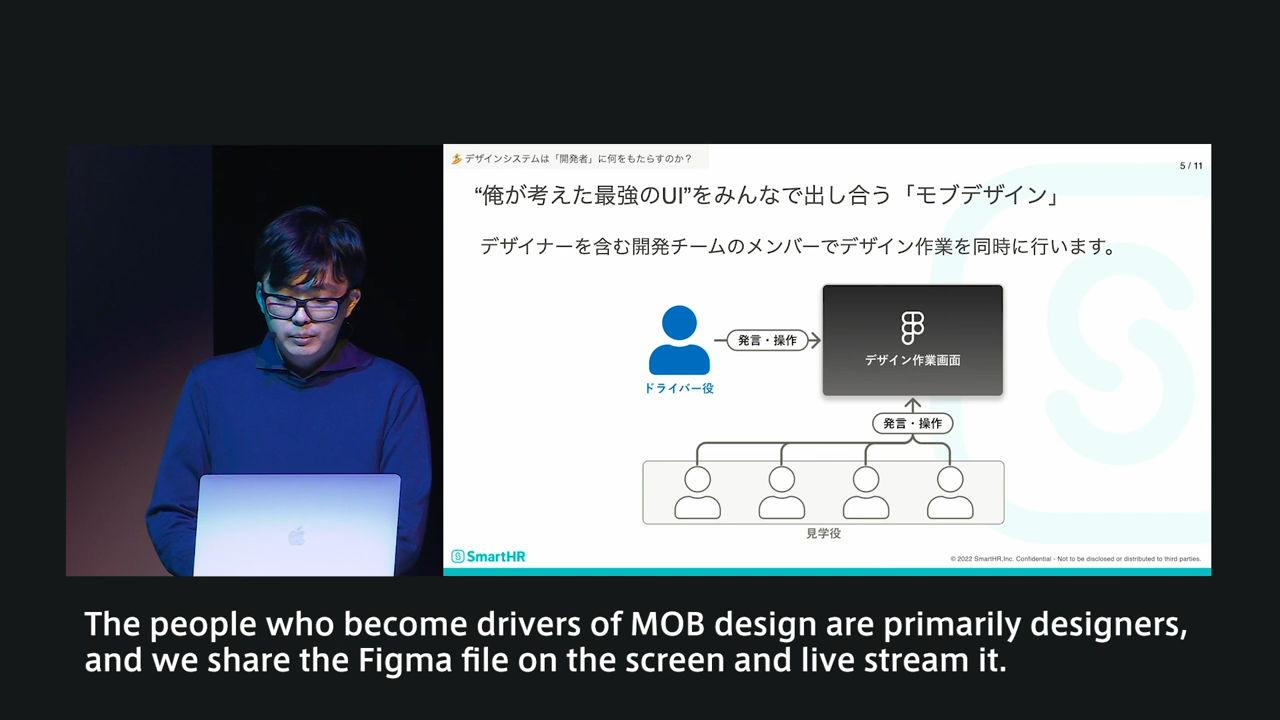 デザインシステムは「開発者」に何をもたらすのか？
5 / 11
“俺が考えた最強のUI”をみんなで出し合う「モブデザイン」
デザイナーを含む開発チームのメンバーでデザイン作業を同時に行います。
発言・操作
デザイン作業画面
ドライバー役
発言・操作
見学役
SmartHR
© 2022 SmartHR,Inc. Confidential - Not to be disclosed or distributed to third parties.
The people who become drivers of MOB design are primarily designers,
and we share the Figma file on the screen and live stream it.